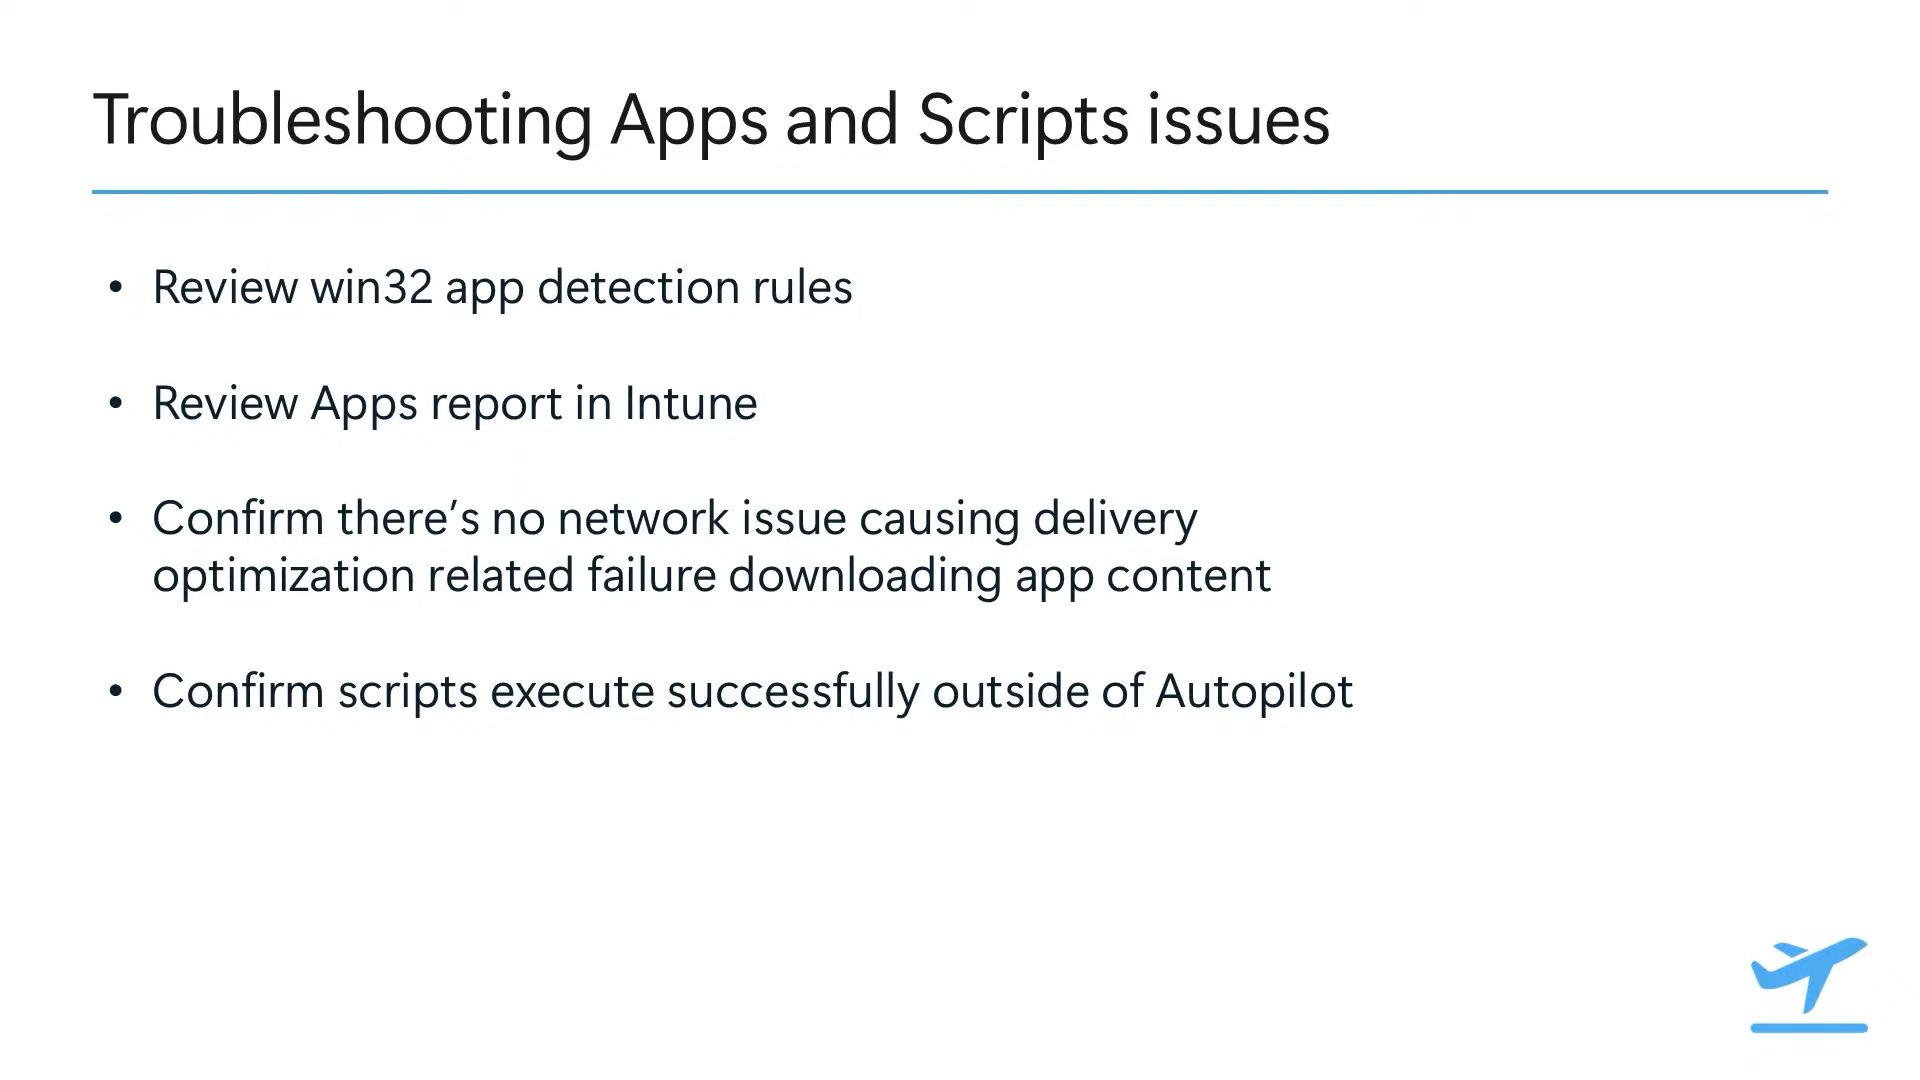 Troubleshooting Apps and Scripts issues
• Review win32 app detection rules
• Review Apps report in Intune
• Confirm there’s no network issue causing delivery
optimization related failure downloading app content
• Confirm scripts execute successfully outside of Autopilot